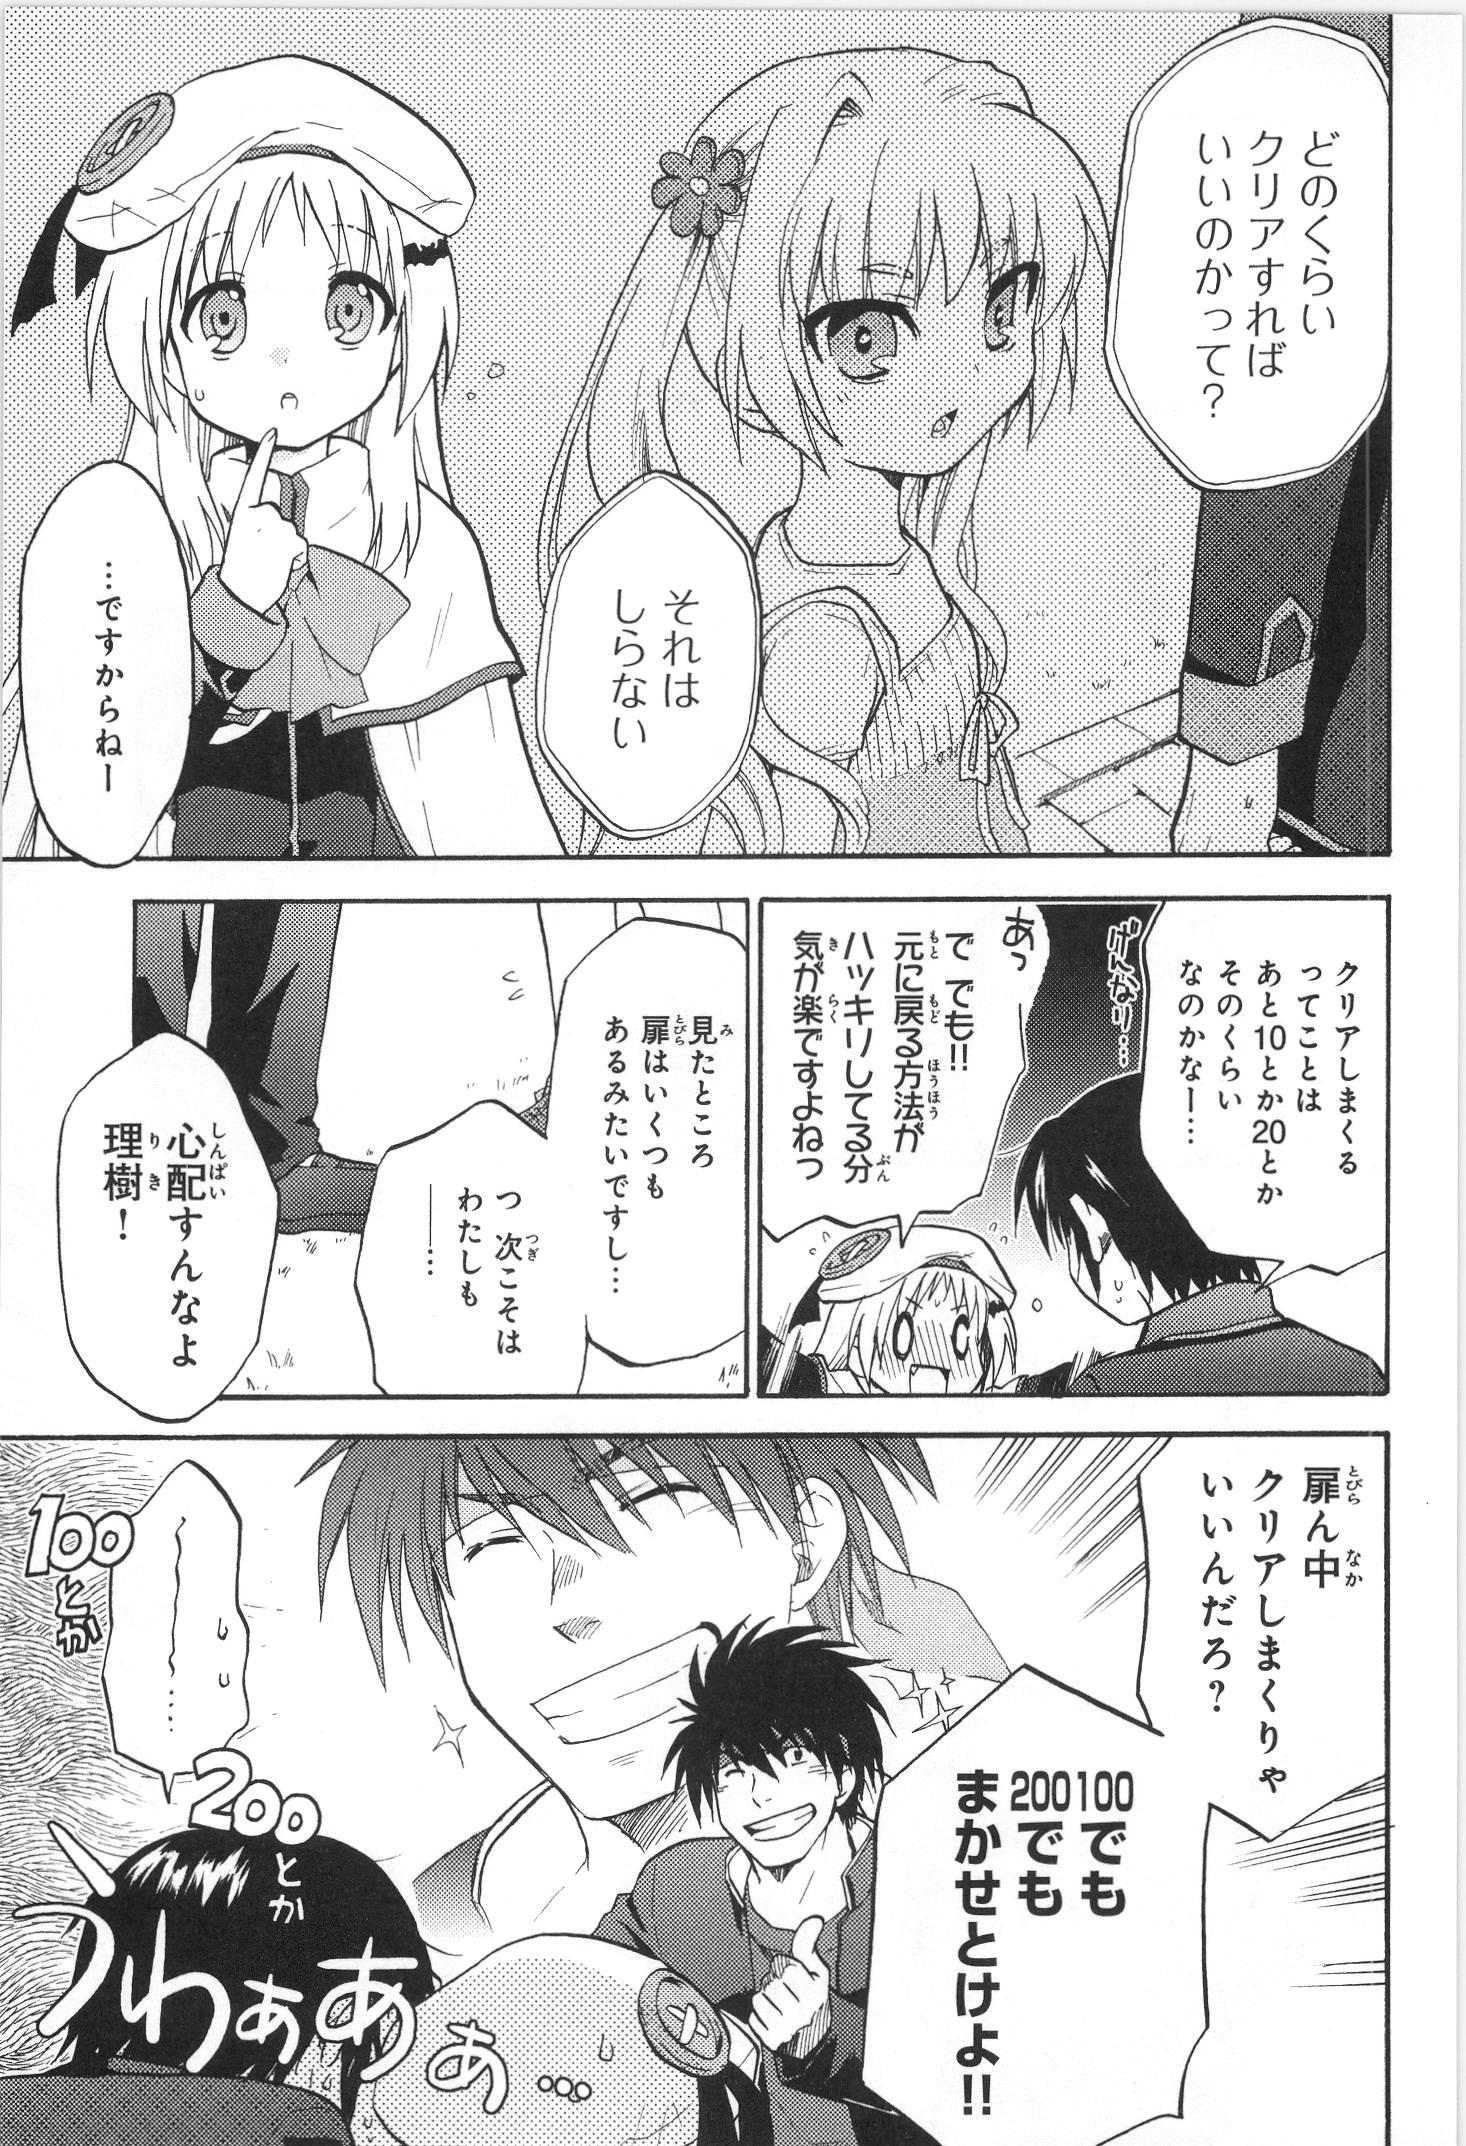 どのくらい
クリアすれば
いいのかって？
それは
しらない
…ですからねー
クリアしまくる
ってことは
あと10とか20とか
そのくらい
なのかなー…
げんなり…
あっ
で でも!!
元に戻る方法が
ハッキリしてる分
気が楽ですよねっ
見たところ
扉はいくつも
あるみたいですし…
つ 次こそは
わたしも
――…
心配すんなよ
理樹！
扉ん中
クリアしまくりゃ
いいんだろ？
100でも
200でも
まかせとけよ!!
〜〜……
100とか
200とか
うわぁあぁ…